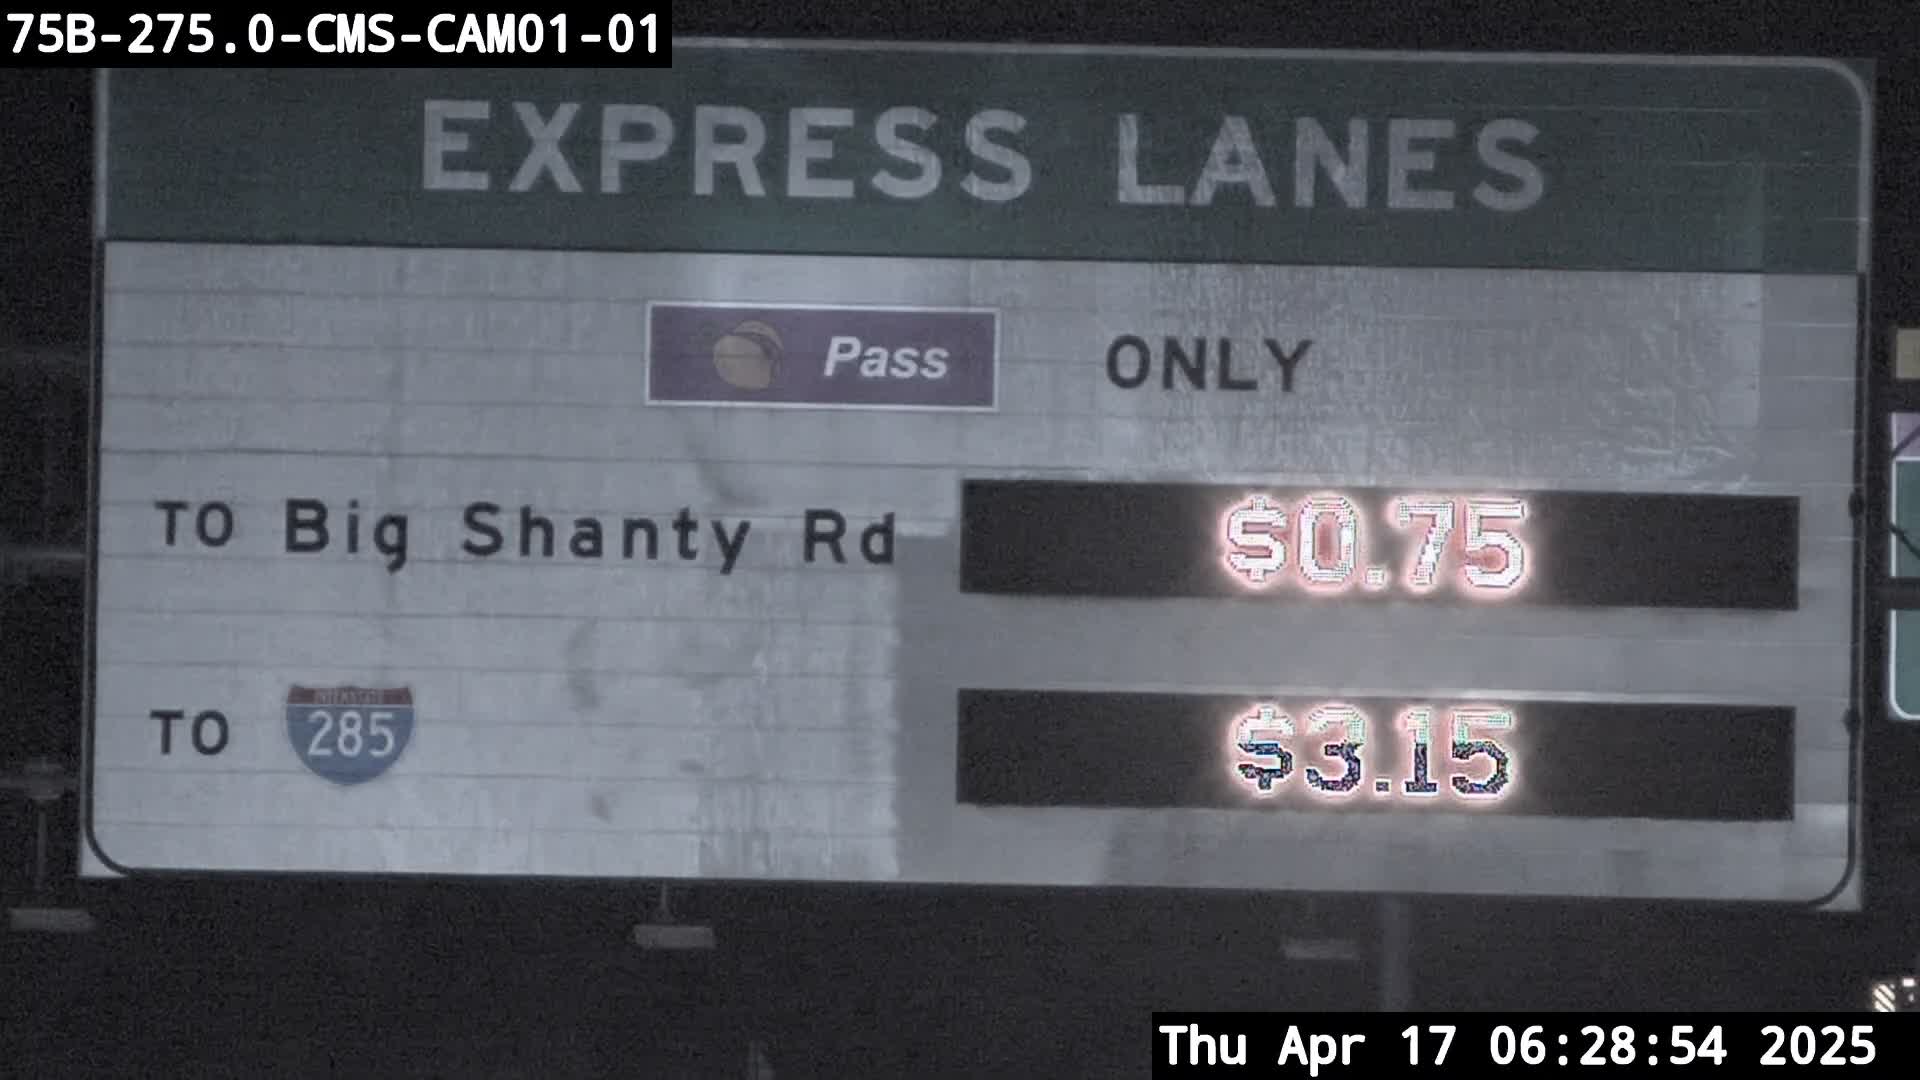 75B-275.0-CMS-CAM01-01
EXPRESS LANES
Pass ONLY
TO Big Shanty Rd $0.75
INTERSTATE
TO 285 $3.15
Thu Apr 17 06:28:54 2025